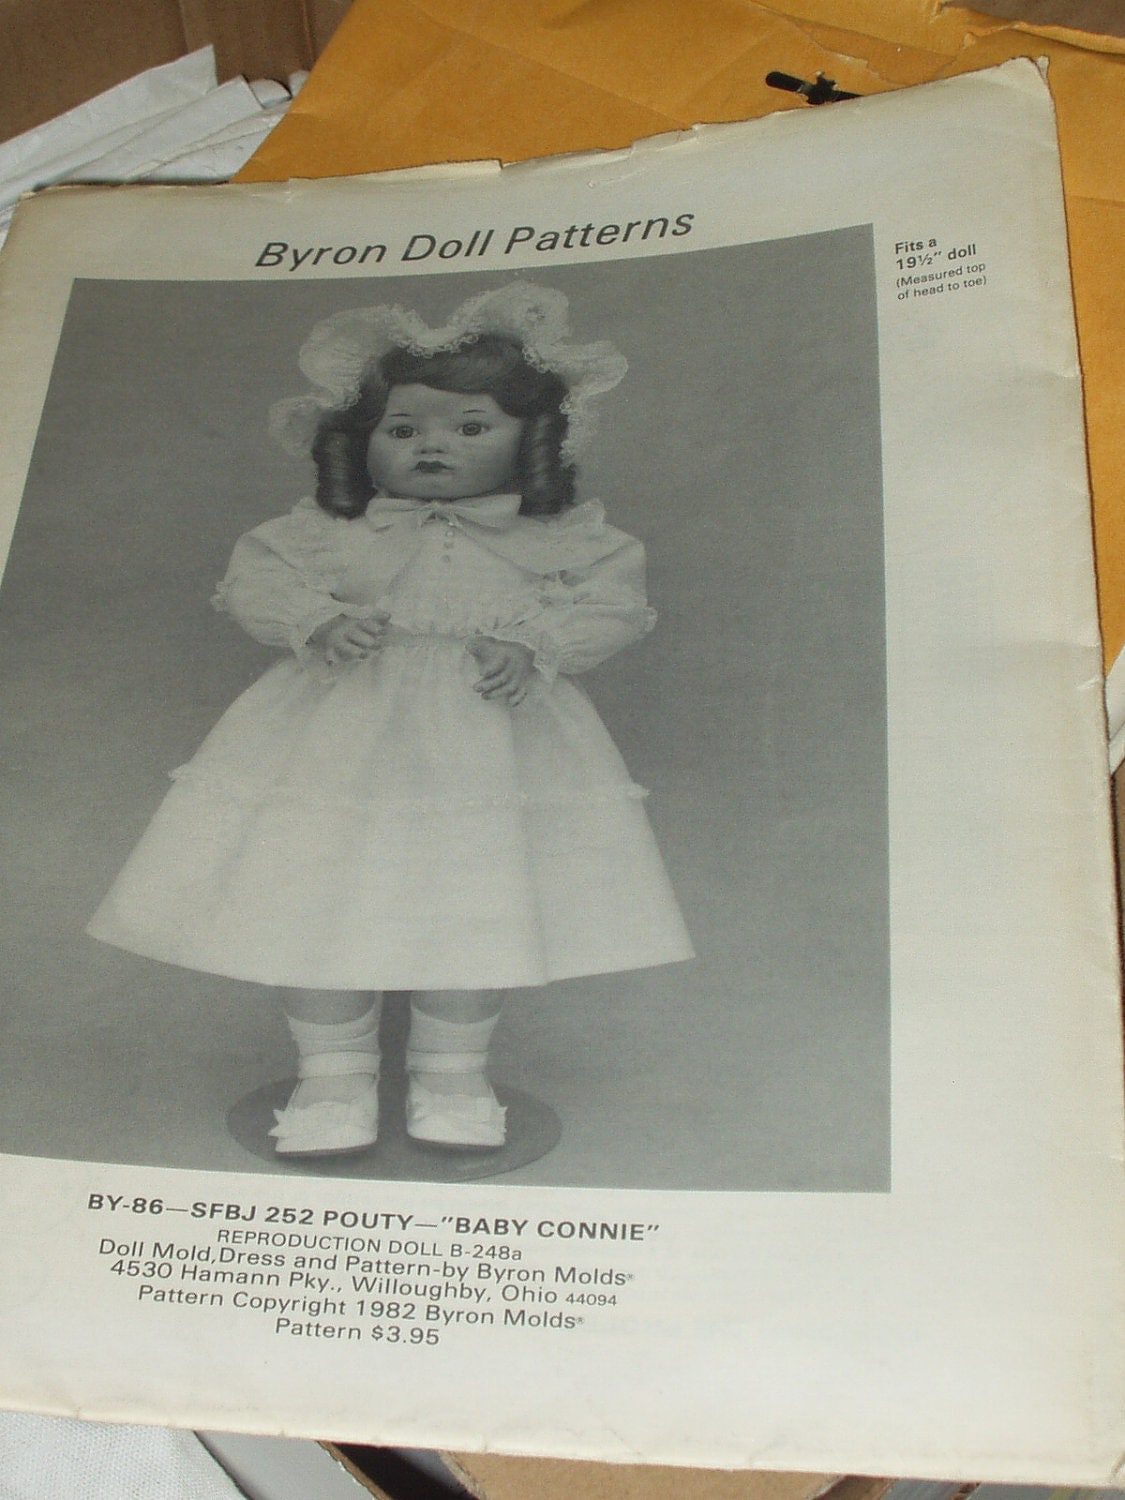 Byron Doll Patterns
Fits a
19½" doll
(Measured top
of head to toe)
BY-86—SFBJ 252 POUTY—"BABY CONNIE"
REPRODUCTION DOLL B-248a
Doll Mold, Dress and Pattern-by Byron Molds®
4530 Hamann Pky., Willoughby, Ohio 44094
Pattern Copyright 1982 Byron Molds®
Pattern $3.95